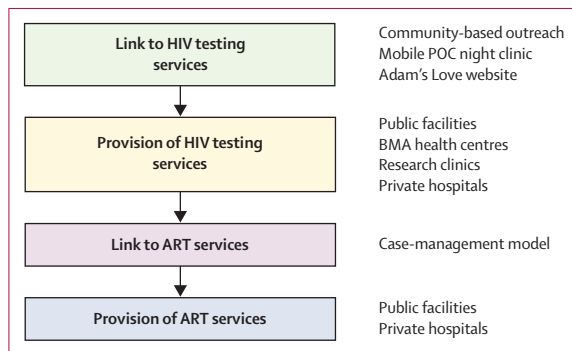 Link to HIV testing
services
Community-based outreach
Mobile POC night clinic
Adam's Love website
Provision of HIV testing
services
Public facilities
BMA health centres
Research clinics
Private hospitals
Link to ART services
Case-management model
Provision of ART services
Public facilities
Private hospitals